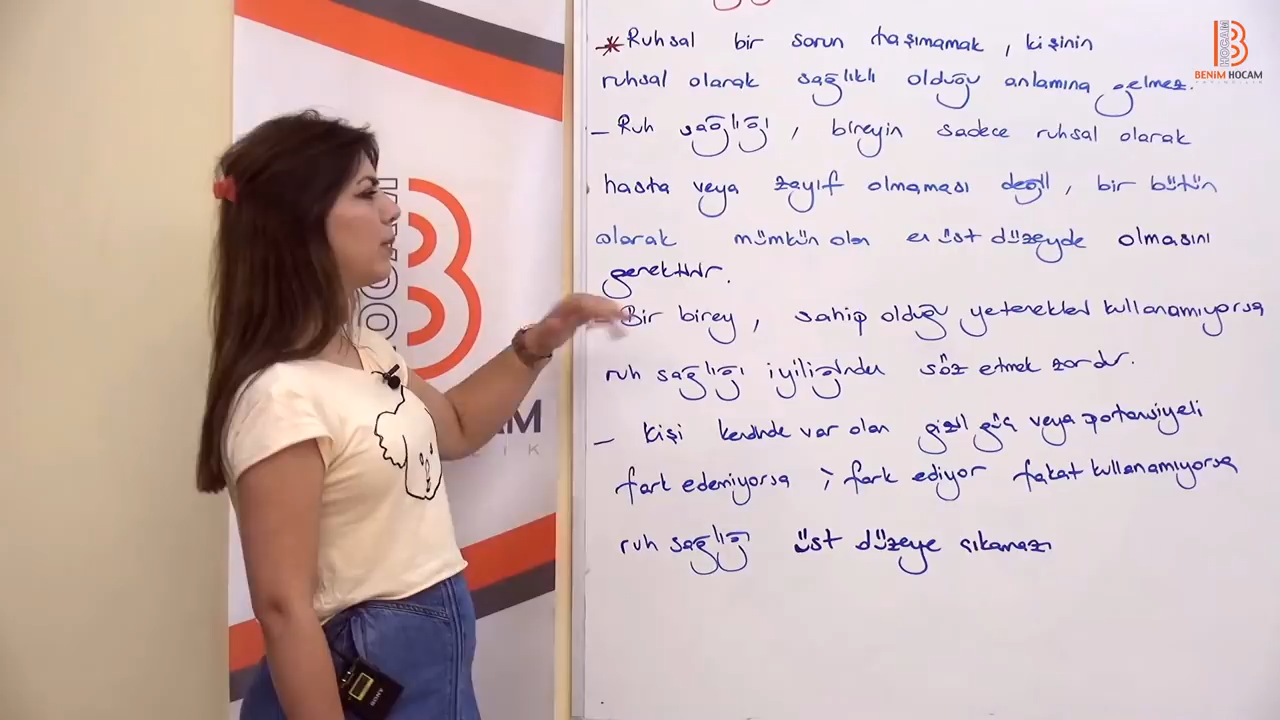 * Ruhsal bir sorun taşımamak, kişinin
ruhsal olarak sağlıklı olduğu anlamına gelmez.
– Ruh sağlığı, bireyin sadece ruhsal olarak
hasta veya zayıf olmaması değil, bir bütün
olarak mümkün olan en üst düzeyde olmasını
gerektirir.
Bir birey, sahip olduğu yetenekleri kullanamıyorsa
ruh sağlığı iyiliğinden söz etmek zordur.
– Kişi kendinde var olan gizil güç veya potansiyeli
fark edemiyorsa ; fark ediyor fakat kullanamıyorsa
ruh sağlığı üst düzeye çıkamaz
HOCAM
B
BENİM HOCAM